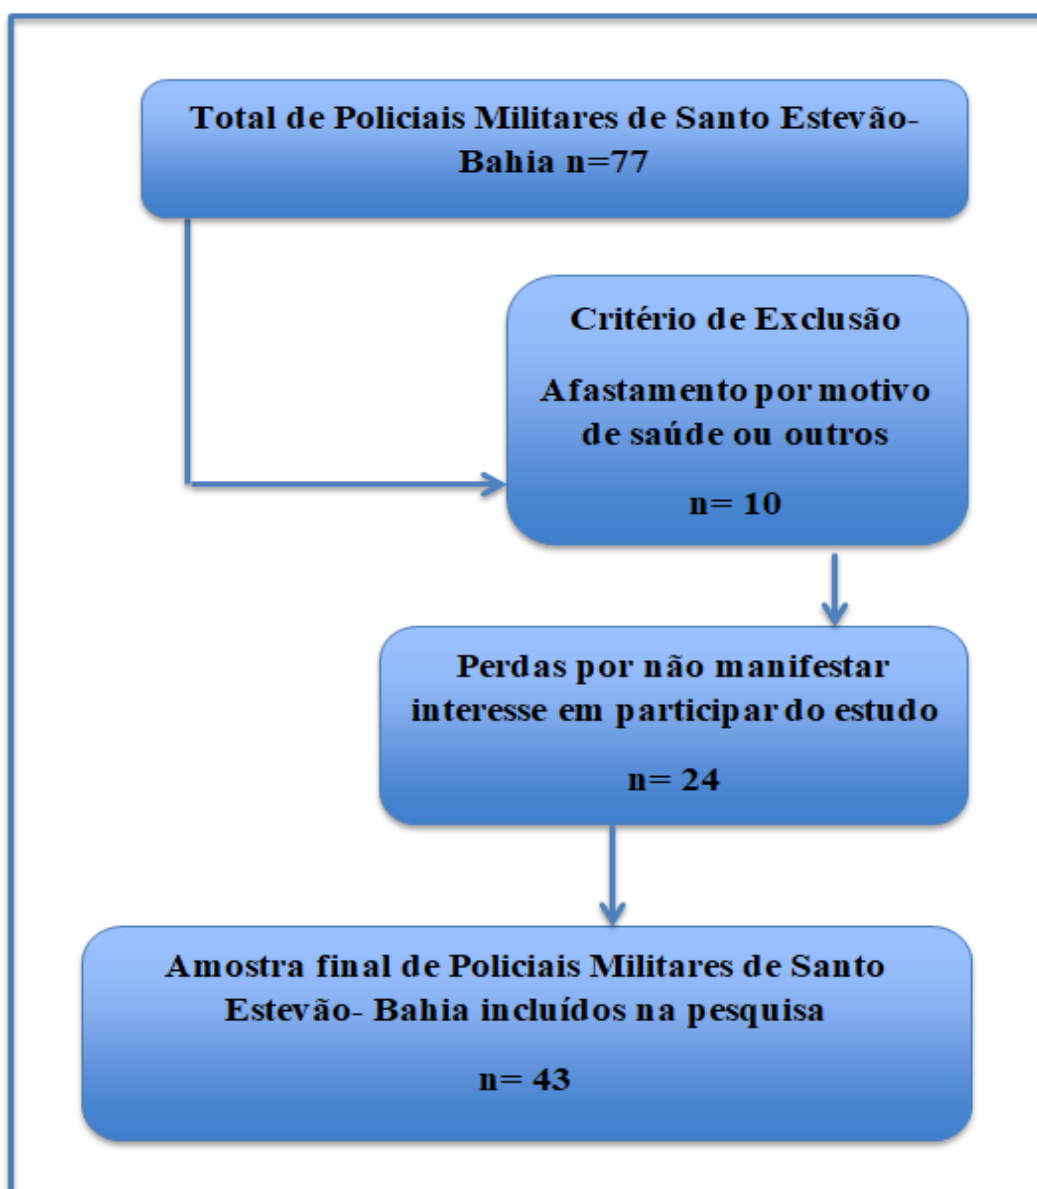 Total de Policiais Militares de Santo Estevão-
Bahia n=77
Critério de Exclusão
Afastamento por motivo
de saúde ou outros
n= 10
Perdas por não manifestar
interesse em participar do estudo
n= 24
Amostra final de Policiais Militares de Santo
Estevão- Bahia incluídos na pesquisa
n= 43